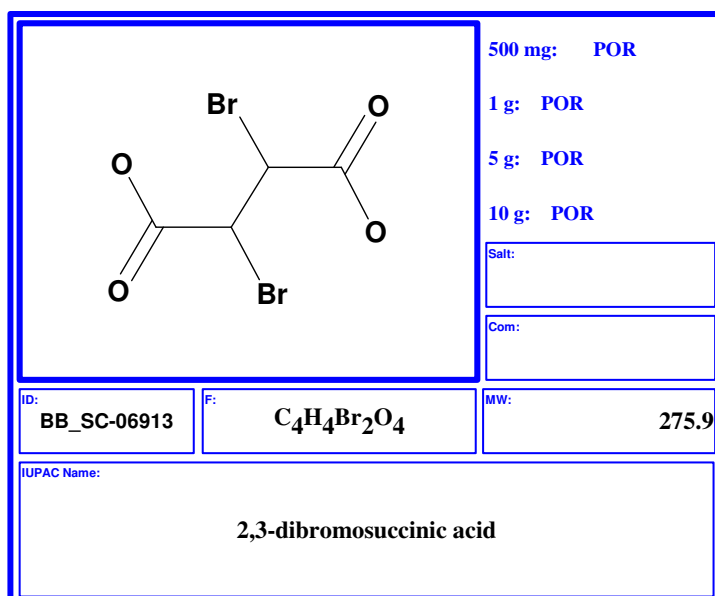 500 mg: POR
Br
O
1 g: POR
O
5 g: POR
10 g: POR
O
Salt:
O
Br
Com:
ID:
BB_SC-06913
F:
C4H4Br2O4
MW:
275.9
IUPAC Name:
2,3-dibromosuccinic acid